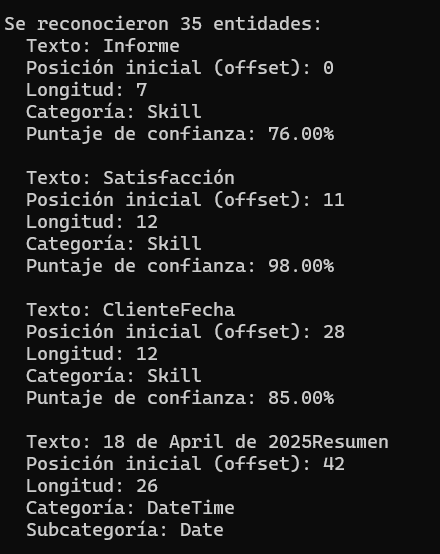 Se reconocieron 35 entidades:
Texto: Informe
Posición inicial (offset): 0
Longitud: 7
Categoría: Skill
Puntaje de confianza: 76.00%
Texto: Satisfacción
Posición inicial (offset): 11
Longitud: 12
Categoría: Skill
Puntaje de confianza: 98.00%
Texto: ClienteFecha
Posición inicial (offset): 28
Longitud: 12
Categoría: Skill
Puntaje de confianza: 85.00%
Texto: 18 de April de 2025Resumen
Posición inicial (offset): 42
Longitud: 26
Categoría: DateTime
Subcategoría: Date